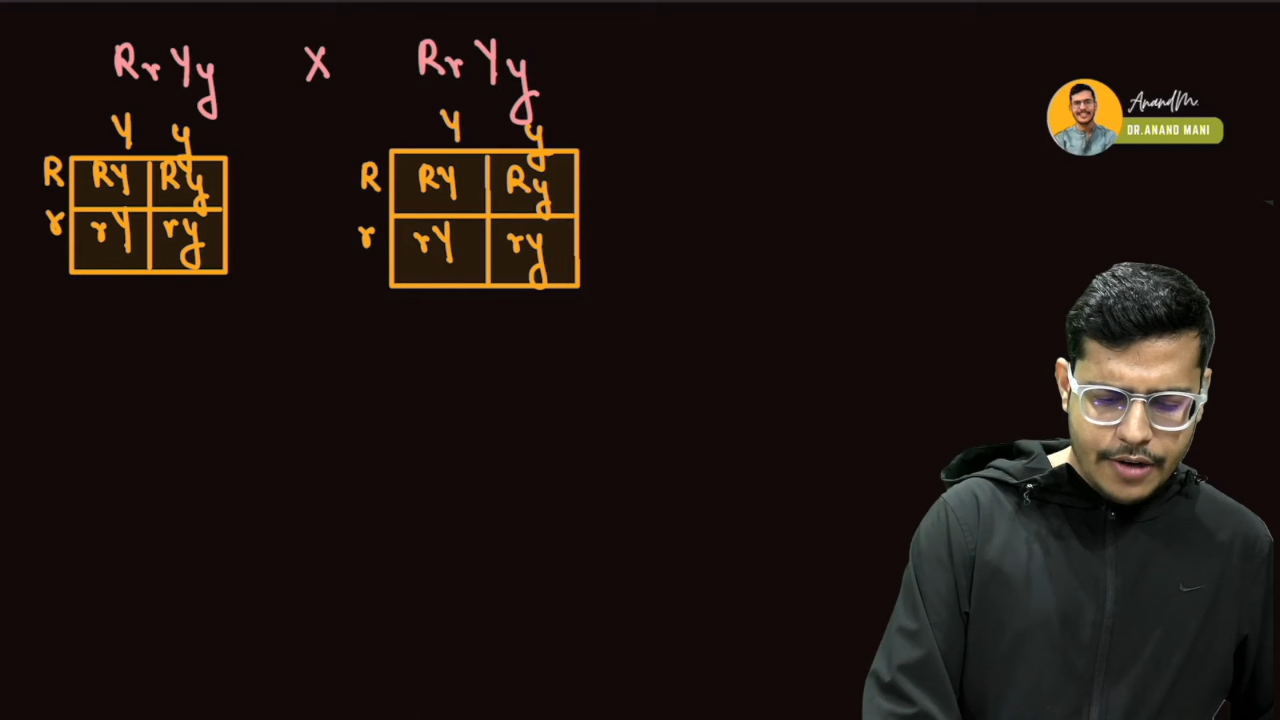 RrYy X RrYy
Y y Y y
R RY Ry R RY Ry
r rY ry r rY ry
AnandM.
DR.ANAND MANI